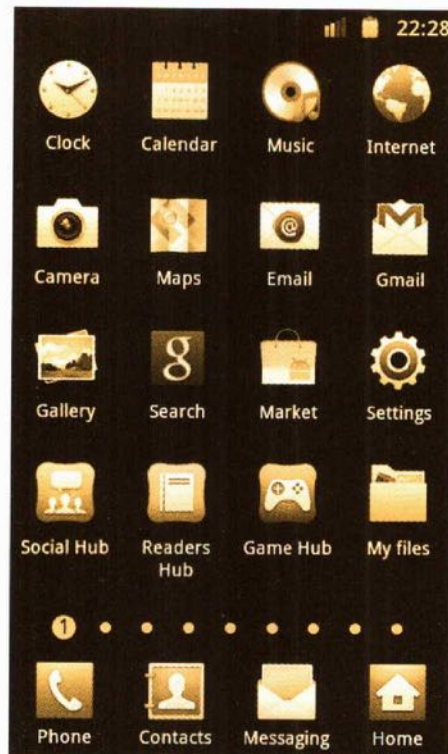 22:28
Clock Calendar Music Internet
@ M
Camera Maps Email Gmail
g
Gallery Search Market Settings
Social Hub Readers Game Hub My files
Hub
1
Phone Contacts Messaging Home